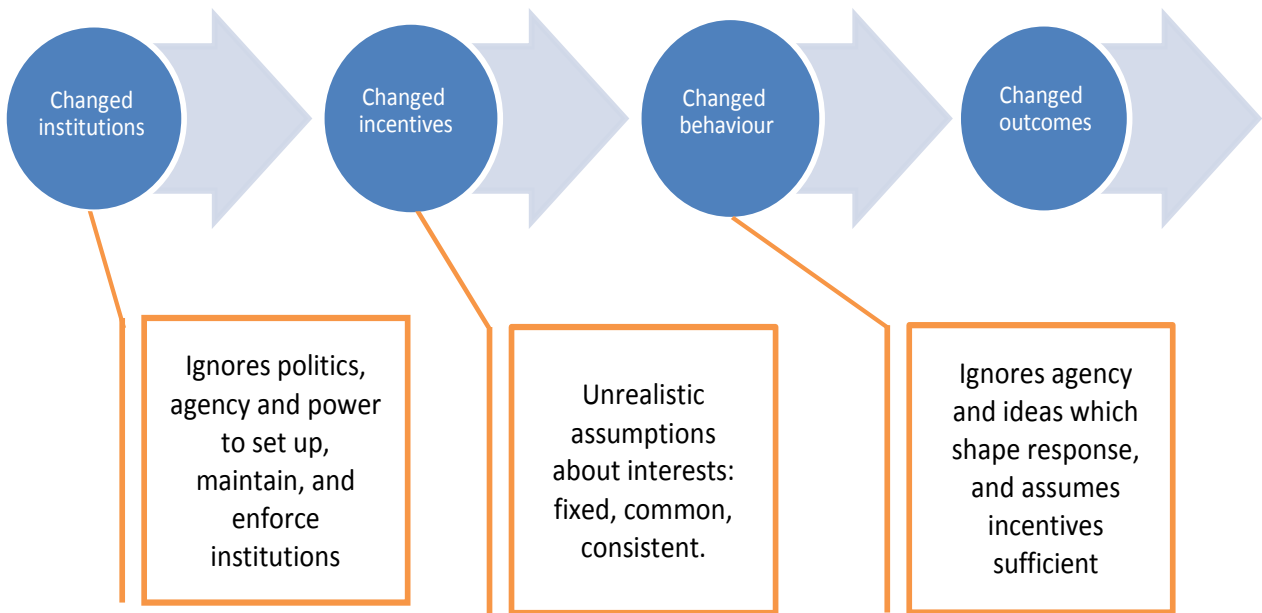 Changed
institutions
Changed
incentives
Changed
behaviour
Changed
outcomes
Ignores politics,
agency and power
to set up,
maintain, and
enforce
institutions
Unrealistic
assumptions
about interests:
fixed, common,
consistent.
Ignores agency
and ideas which
shape response,
and assumes
incentives
sufficient